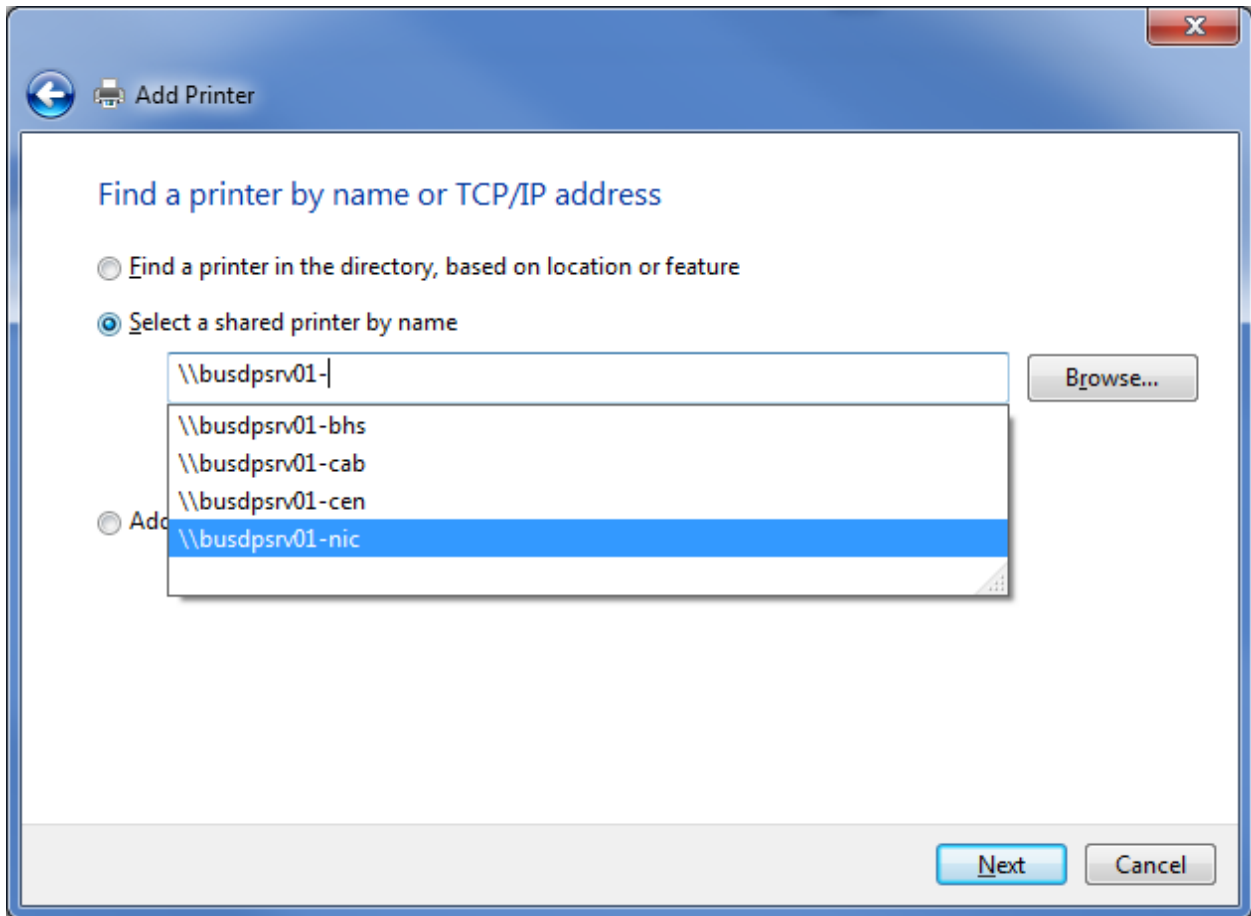 Add Printer
Find a printer by name or TCP/IP address
Find a printer in the directory, based on location or feature
Select a shared printer by name
\\busdpsrv01-
Browse...
\\busdpsrv01-bhs
\\busdpsrv01-cab
\\busdpsrv01-cen
\\busdpsrv01-nic
Next
Cancel